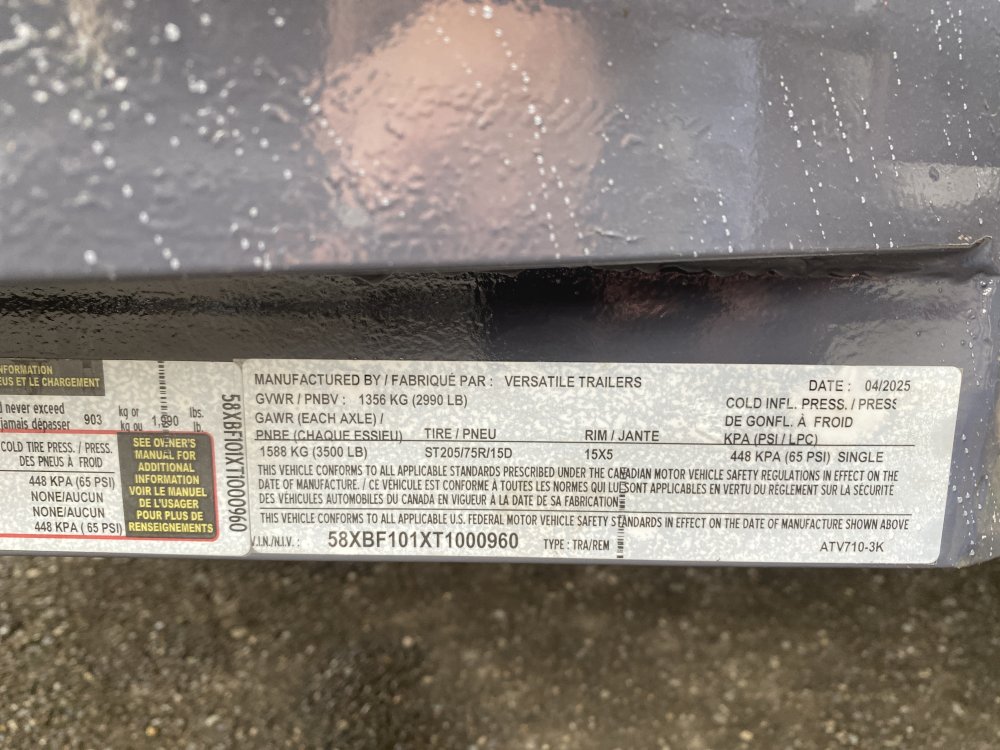 NFORMATION
EUS ET LE CHARGEMENT
never exceed
jamais dépasser 903 kg or kg ou lbs. lb.
COLD TIRE PRESS. / PRESS.
DES PNEUS À FROID
448 KPA (65 PSI)
NONE/AUCUN
NONE/AUCUN
448 KPA ( 65 PSI)
SEE OWNER'S
MANUAL FOR
ADDITIONAL
INFORMATION
VOIR LE MANUEL
DE L'USAGER
POUR PLUS DE
RENSEIGNEMENTS
58XBF101XT1000960
MANUFACTURED BY / FABRIQUÉ PAR : VERSATILE TRAILERS DATE : 04/2025
GVWR / PNBV : 1356 KG (2990 LB) COLD INFL. PRESS. / PRESS
GAWR (EACH AXLE) / DE GONFL. À FROID
PNBE (CHAQUE ESSIEU) TIRE / PNEU RIM / JANTE KPA (PSI / LPC)
1588 KG (3500 LB) ST205/75R/15D 15X5 448 KPA (65 PSI) SINGLE
THIS VEHICLE CONFORMS TO ALL APPLICABLE STANDARDS PRESCRIBED UNDER THE CANADIAN MOTOR VEHICLE SAFETY REGULATIONS IN EFFECT ON THE
DATE OF MANUFACTURE. / CE VÉHICULE EST CONFORME À TOUTES LES NORMES QUI LUI SONT APPLICABLES EN VERTU DU RÈGLEMENT SUR LA SÉCURITÉ
DES VÉHICULES AUTOMOBILES DU CANADA EN VIGUEUR À LA DATE DE SA FABRICATION
THIS VEHICLE CONFORMS TO ALL APPLICABLE U.S. FEDERAL MOTOR VEHICLE SAFETY STANDARDS IN EFFECT ON THE DATE OF MANUFACTURE SHOWN ABOVE
V.I.N./N.I.V. : 58XBF101XT1000960 TYPE : TRA/REM ATV710-3K